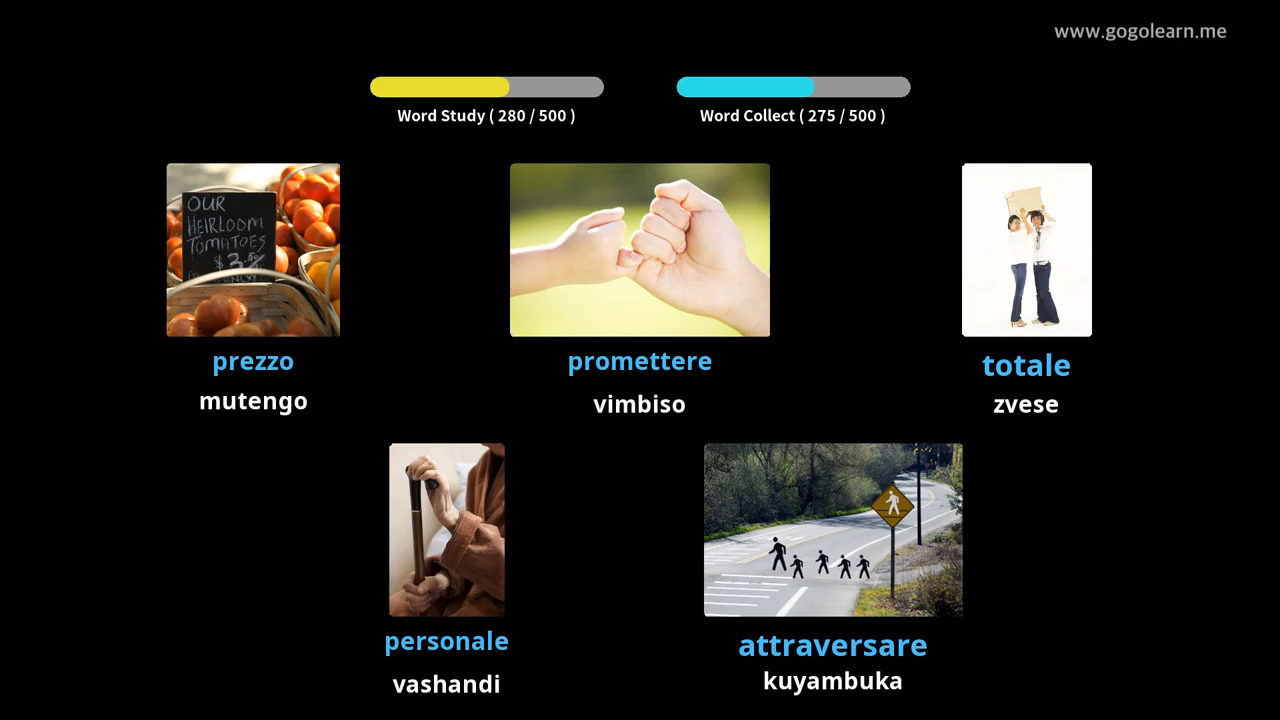 www.gogolearn.me
Word Study ( 280 / 500 )
Word Collect ( 275 / 500 )
OUR
HEIRLOOM
TOMATOES
prezzo
mutengo
promettere
vimbiso
totale
zvese
personale
vashandi
attraversare
kuyambuka